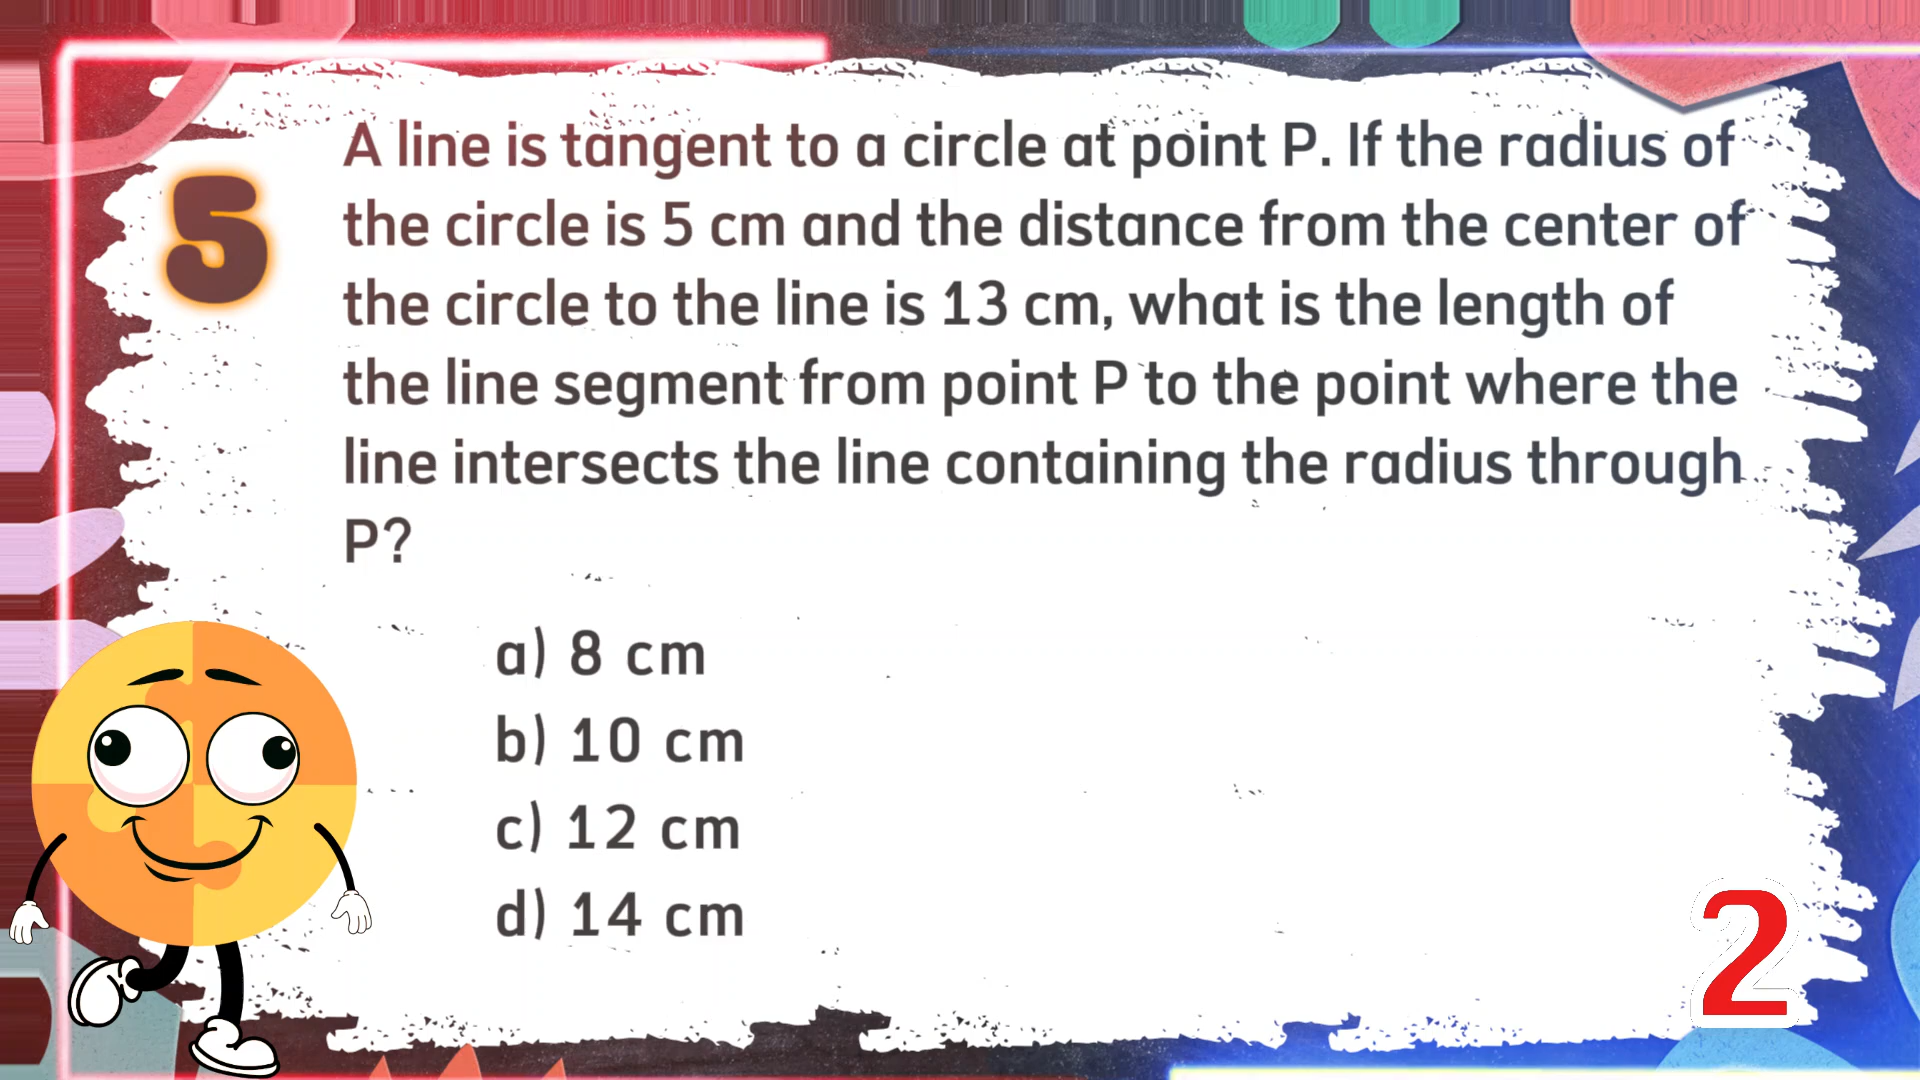 5
A line is tangent to a circle at point P. If the radius of
the circle is 5 cm and the distance from the center of
the circle to the line is 13 cm, what is the length of
the line segment from point P to the point where the
line intersects the line containing the radius through
P?
a) 8 cm
b) 10 cm
c) 12 cm
d) 14 cm
2